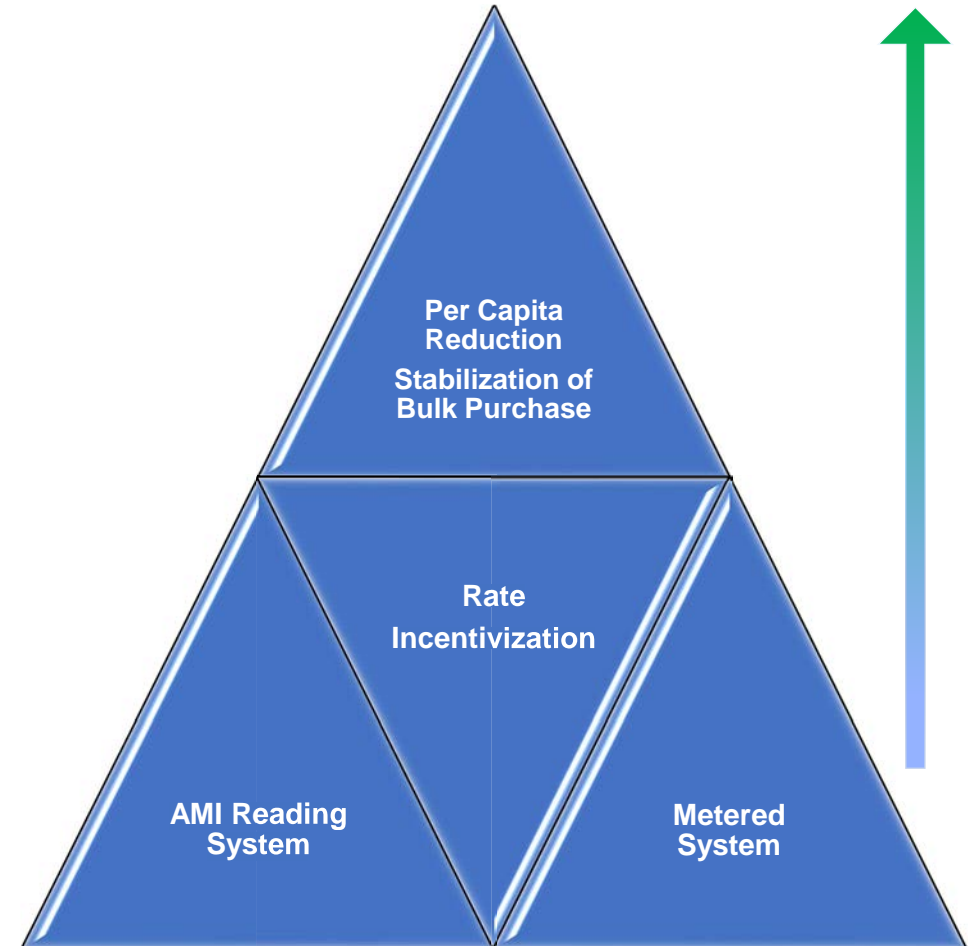 Per Capita
Reduction
Stabilization of
Bulk Purchase
Rate
Incentivization
AMI Reading
System
Metered
System